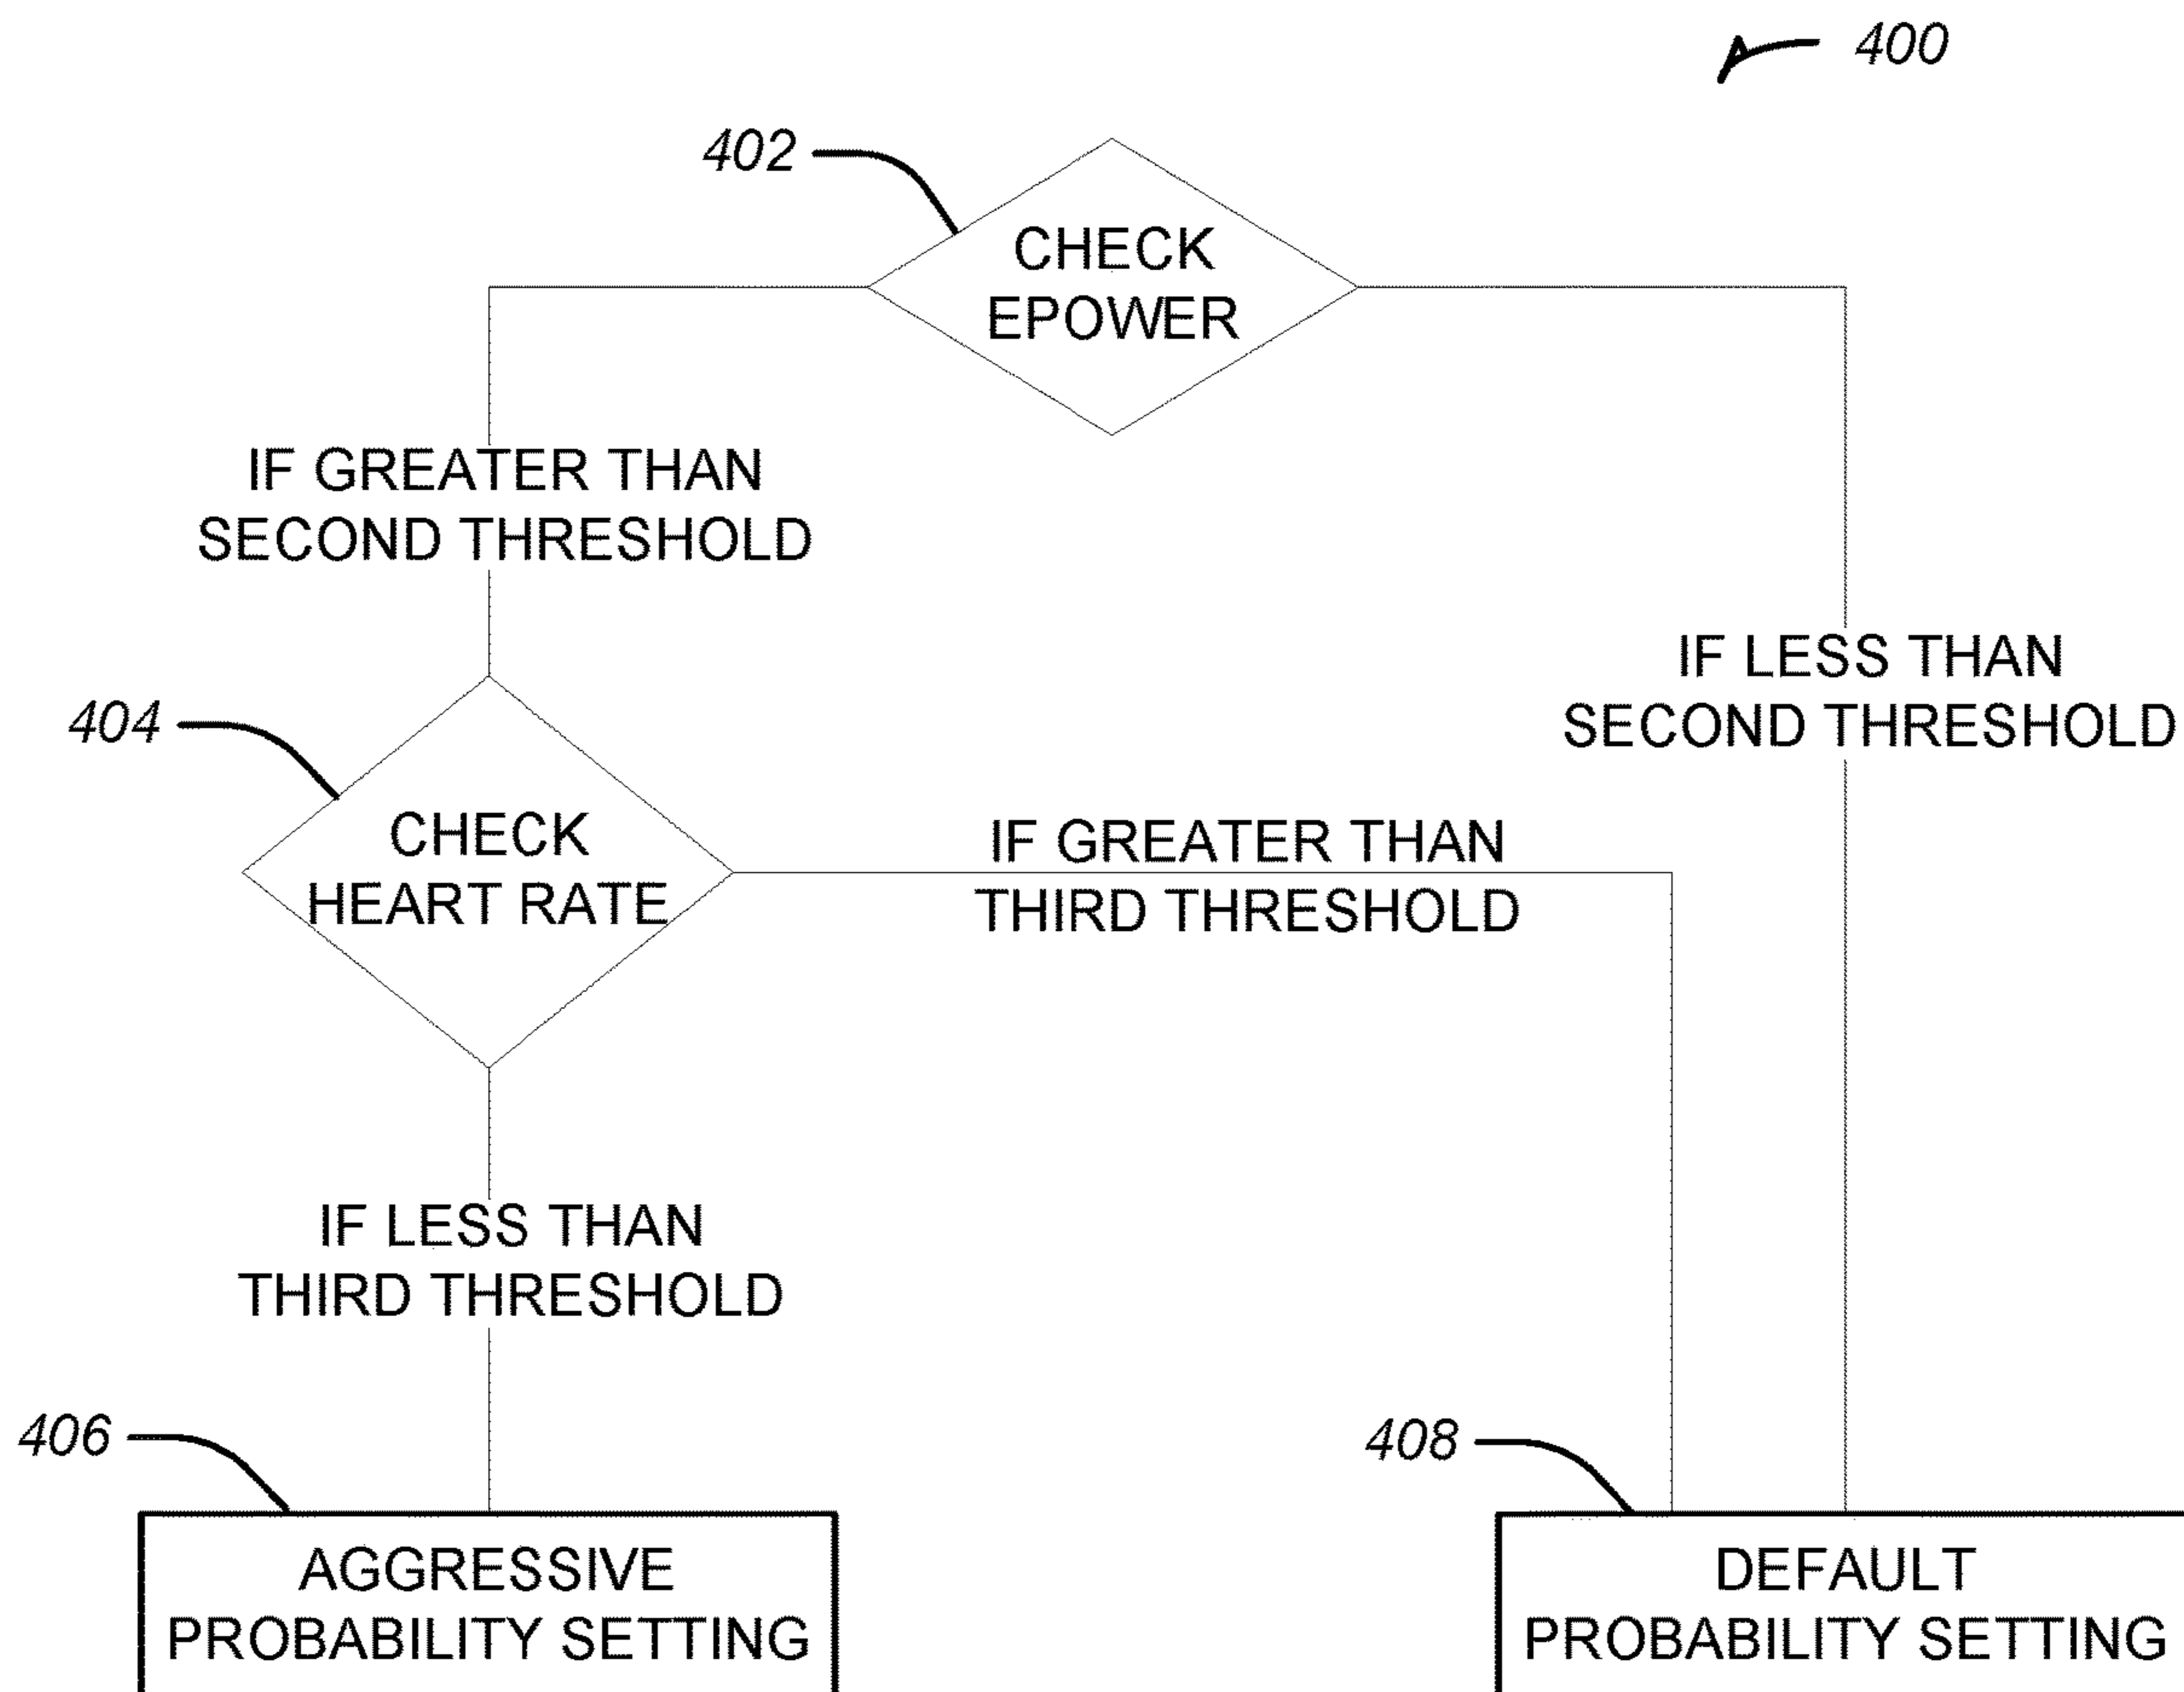 400
402
CHECK
EPOWER
IF GREATER THAN
SECOND THRESHOLD
IF LESS THAN
SECOND THRESHOLD
404
CHECK
HEART RATE
IF GREATER THAN
THIRD THRESHOLD
IF LESS THAN
THIRD THRESHOLD
406
AGGRESSIVE
PROBABILITY SETTING
408
DEFAULT
PROBABILITY SETTING